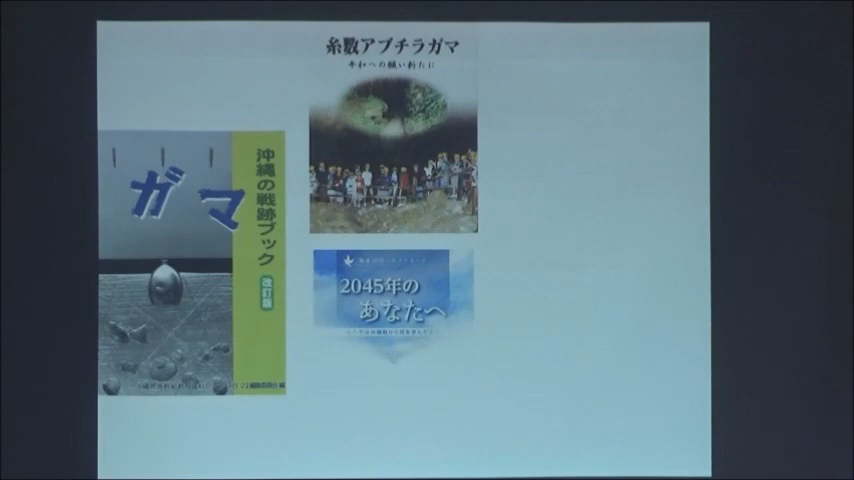 糸数アブチラガマ
平和への願い新たに
ガマ
沖縄の戦跡ブック
改訂版
2045年の
あなたへ